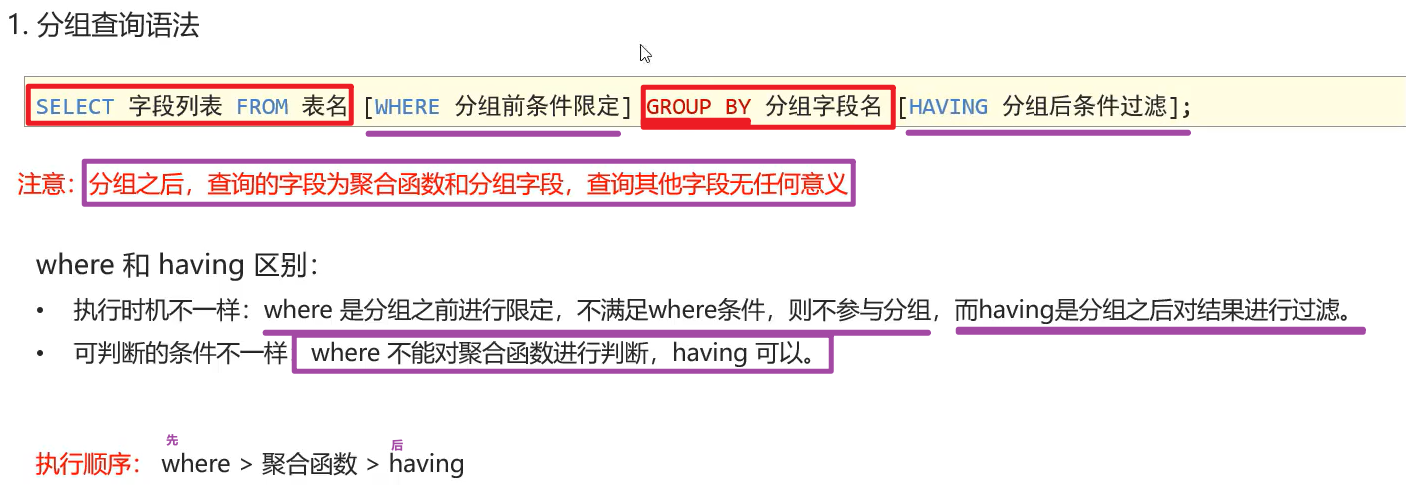 1. 分组查询语法
SELECT 字段列表 FROM 表名 [WHERE 分组前条件限定] GROUP BY 分组字段名 [HAVING 分组后条件过滤];
注意：分组之后，查询的字段为聚合函数和分组字段，查询其他字段无任何意义
where 和 having 区别：
• 执行时机不一样：where 是分组之前进行限定，不满足where条件，则不参与分组，而having是分组之后对结果进行过滤。
• 可判断的条件不一样 where 不能对聚合函数进行判断，having 可以。
先 后
执行顺序： where > 聚合函数 > having